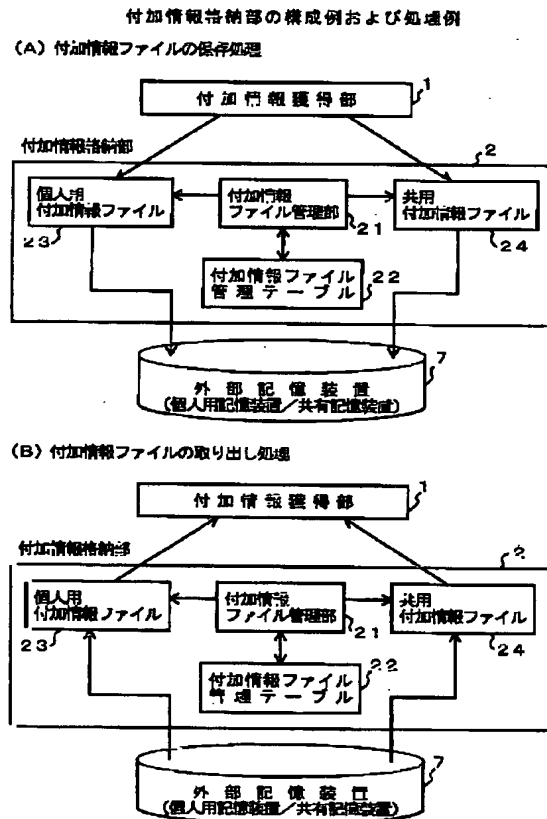 付加情報格納部の構成例および処理例
(A) 付加情報ファイルの保存処理
付加情報獲得部
1
付加情報格納部
2
個人用
付加情報ファイル
23
付加情報
ファイル管理部
21
共用
付加情報ファイル
24
付加情報ファイル
管理テーブル
22
7
外部記憶装置
(個人用記憶装置/共有記憶装置)
(B) 付加情報ファイルの取り出し処理
付加情報獲得部
1
付加情報格納部
2
個人用
付加情報ファイル
23
付加情報
ファイル管理部
21
共用
付加情報ファイル
24
付加情報ファイル
管理テーブル
22
7
外部記憶装置
(個人用記憶装置/共有記憶装置)